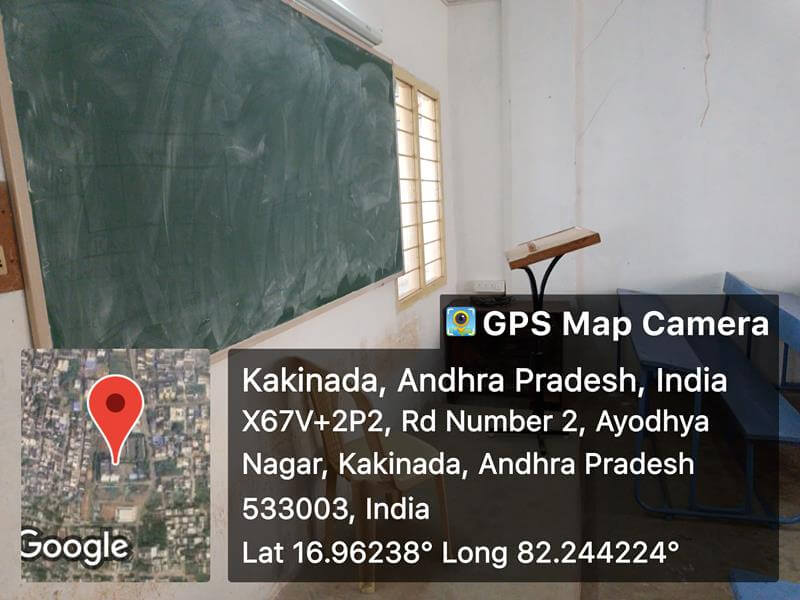 GPS Map Camera
Kakinada, Andhra Pradesh, India
X67V+2P2, Rd Number 2, Ayodhya
Nagar, Kakinada, Andhra Pradesh
533003, India
Lat 16.96238° Long 82.244224°
Google